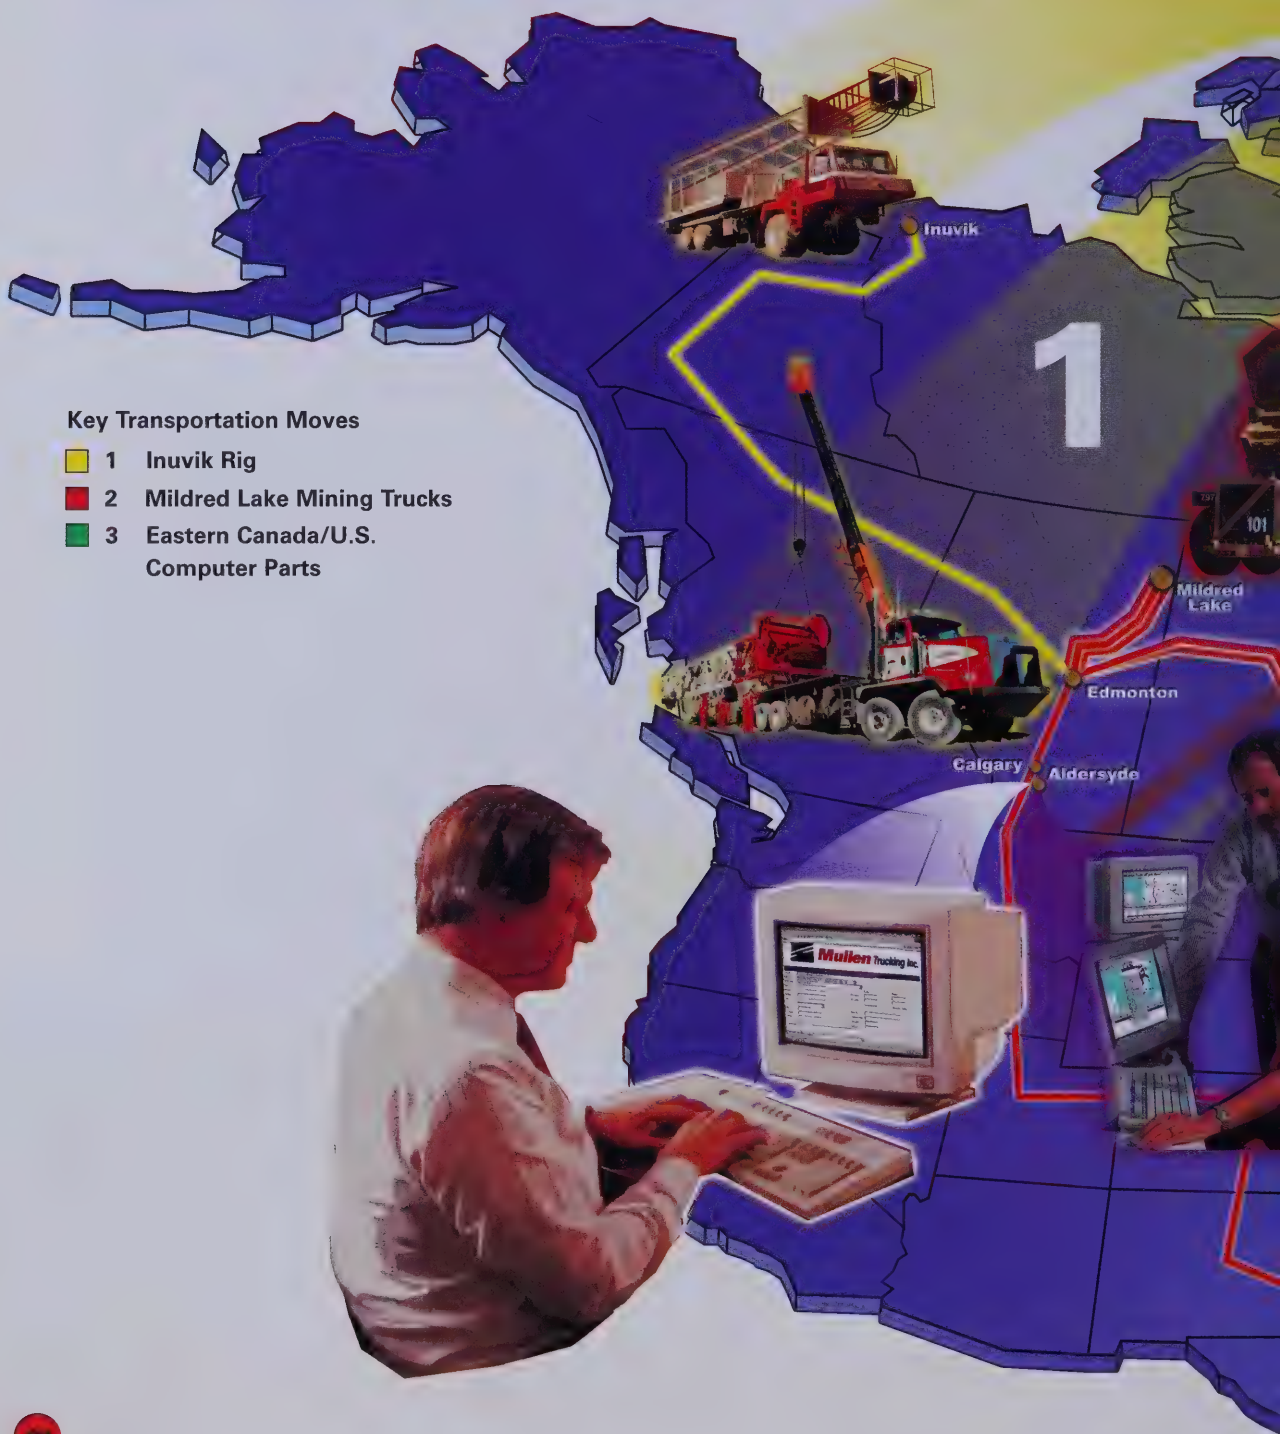 Inuvik
1
Key Transportation Moves
1 Inuvik Rig
2 Mildred Lake Mining Trucks
3 Eastern Canada/U.S.
Computer Parts
797
101
Mildred
Lake
Edmonton
Calgary
Aldersyde
Mullen Trucking Inc.